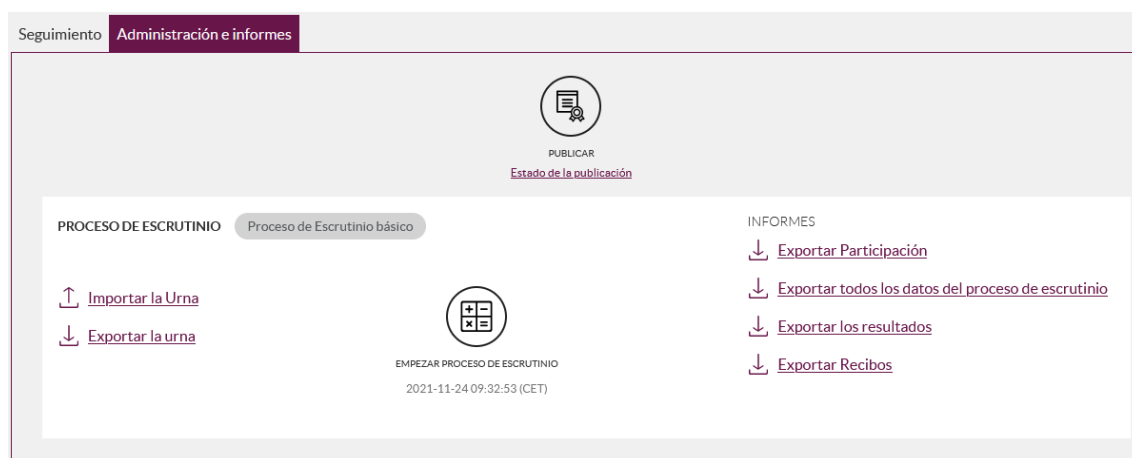 Seguimiento
Administración e informes
PUBLICAR
Estado de la publicación
PROCESO DE ESCRUTINIO
Proceso de Escrutinio básico
Importar la Urna
Exportar la urna
EMPEZAR PROCESO DE ESCRUTINIO
2021-11-24 09:32:53 (CET)
INFORMES
Exportar Participación
Exportar todos los datos del proceso de escrutinio
Exportar los resultados
Exportar Recibos